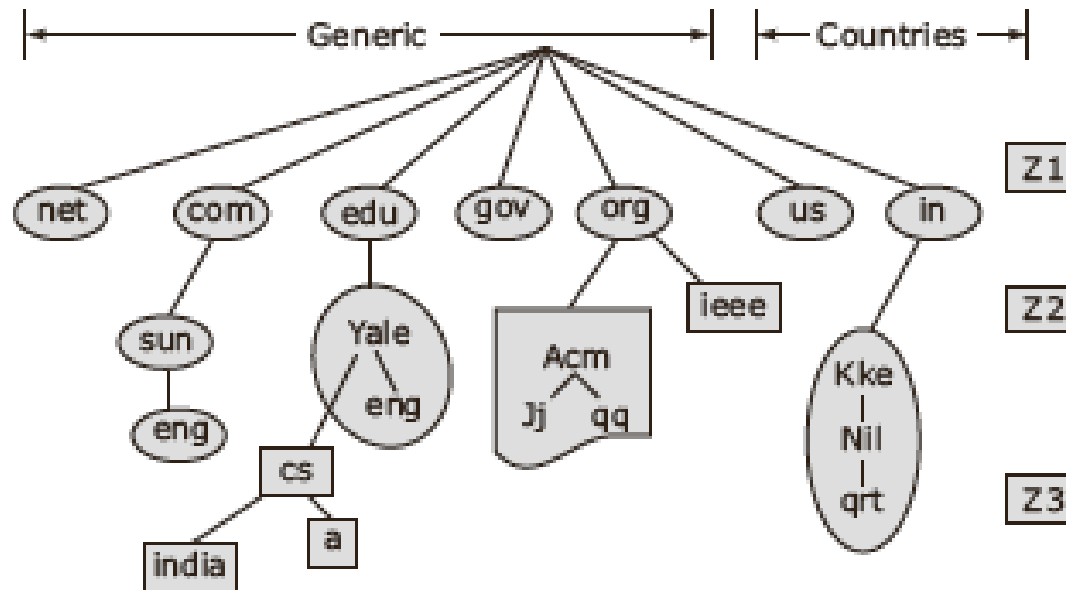 Generic Countries
Z1
net com edu gov org us in
ieee Z2
sun Yale
Acm Kke
eng Jj qq
eng Nil
cs
qrt Z3
a
india